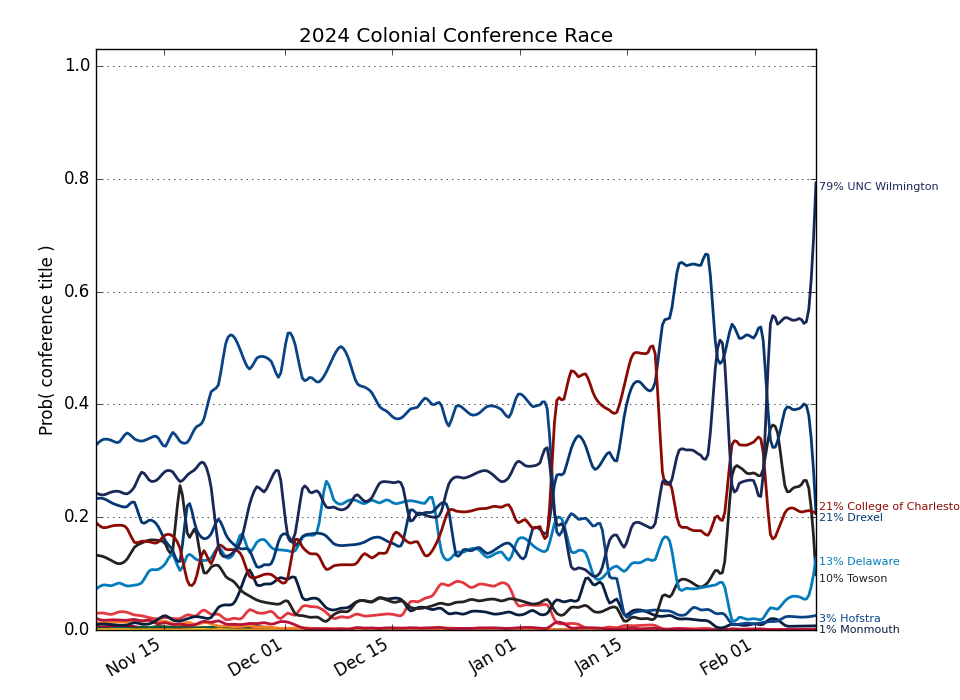 2024 Colonial Conference Race
Prob( conference title )
1.0
0.8
0.6
0.4
0.2
0.0
Nov 15
Dec 01
Dec 15
Jan 01
Jan 15
Feb 01
79% UNC Wilmington
21% College of Charlesto
21% Drexel
13% Delaware
10% Towson
3% Hofstra
1% Monmouth